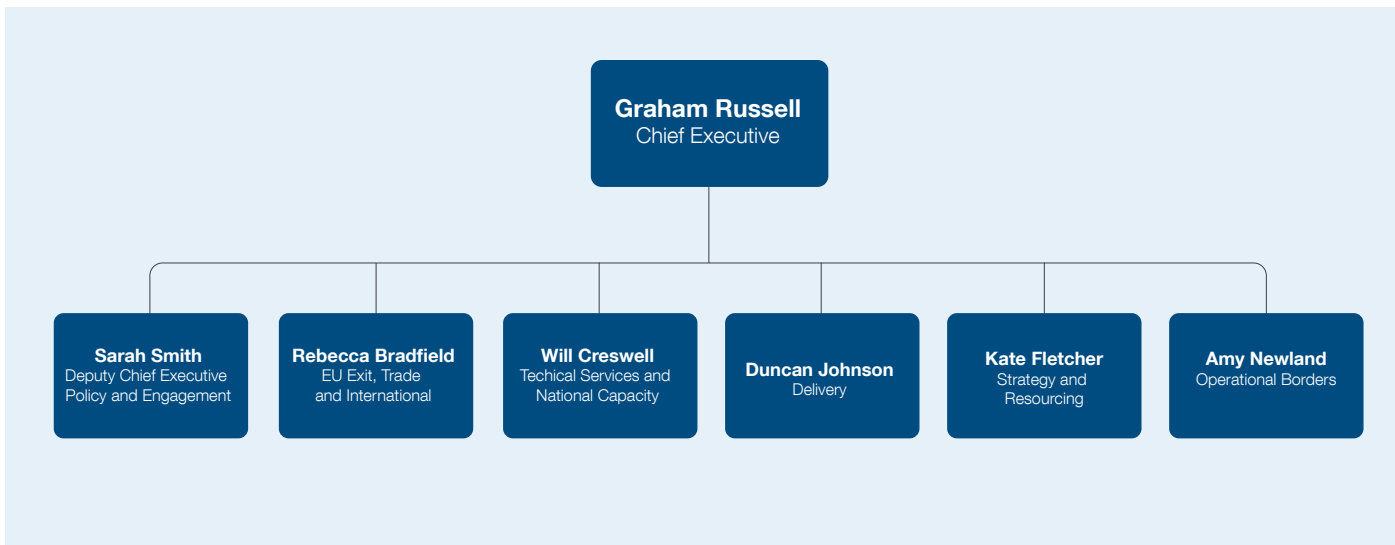 Graham Russell
Chief Executive
Sarah Smith
Deputy Chief Executive
Policy and Engagement
Rebecca Bradfield
EU Exit, Trade
and International
Will Creswell
Techical Services and
National Capacity
Duncan Johnson
Delivery
Kate Fletcher
Strategy and
Resourcing
Amy Newland
Operational Borders